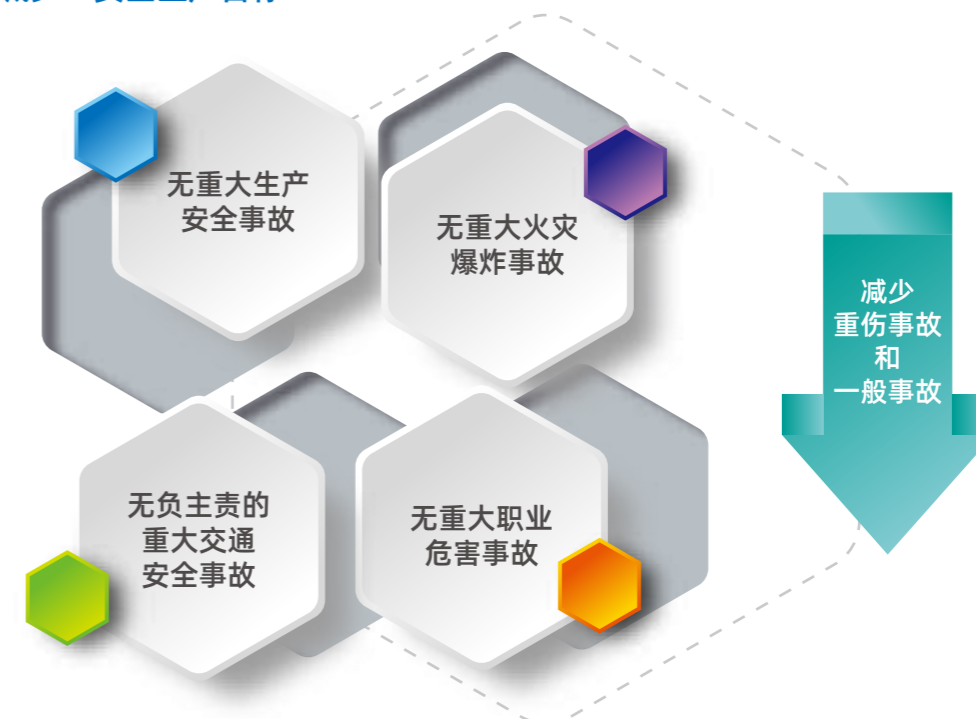 无重大生产
安全事故
无重大火灾
爆炸事故
无负主责的
重大交通
安全事故
无重大职业
危害事故
减少
重伤事故
和
一般事故